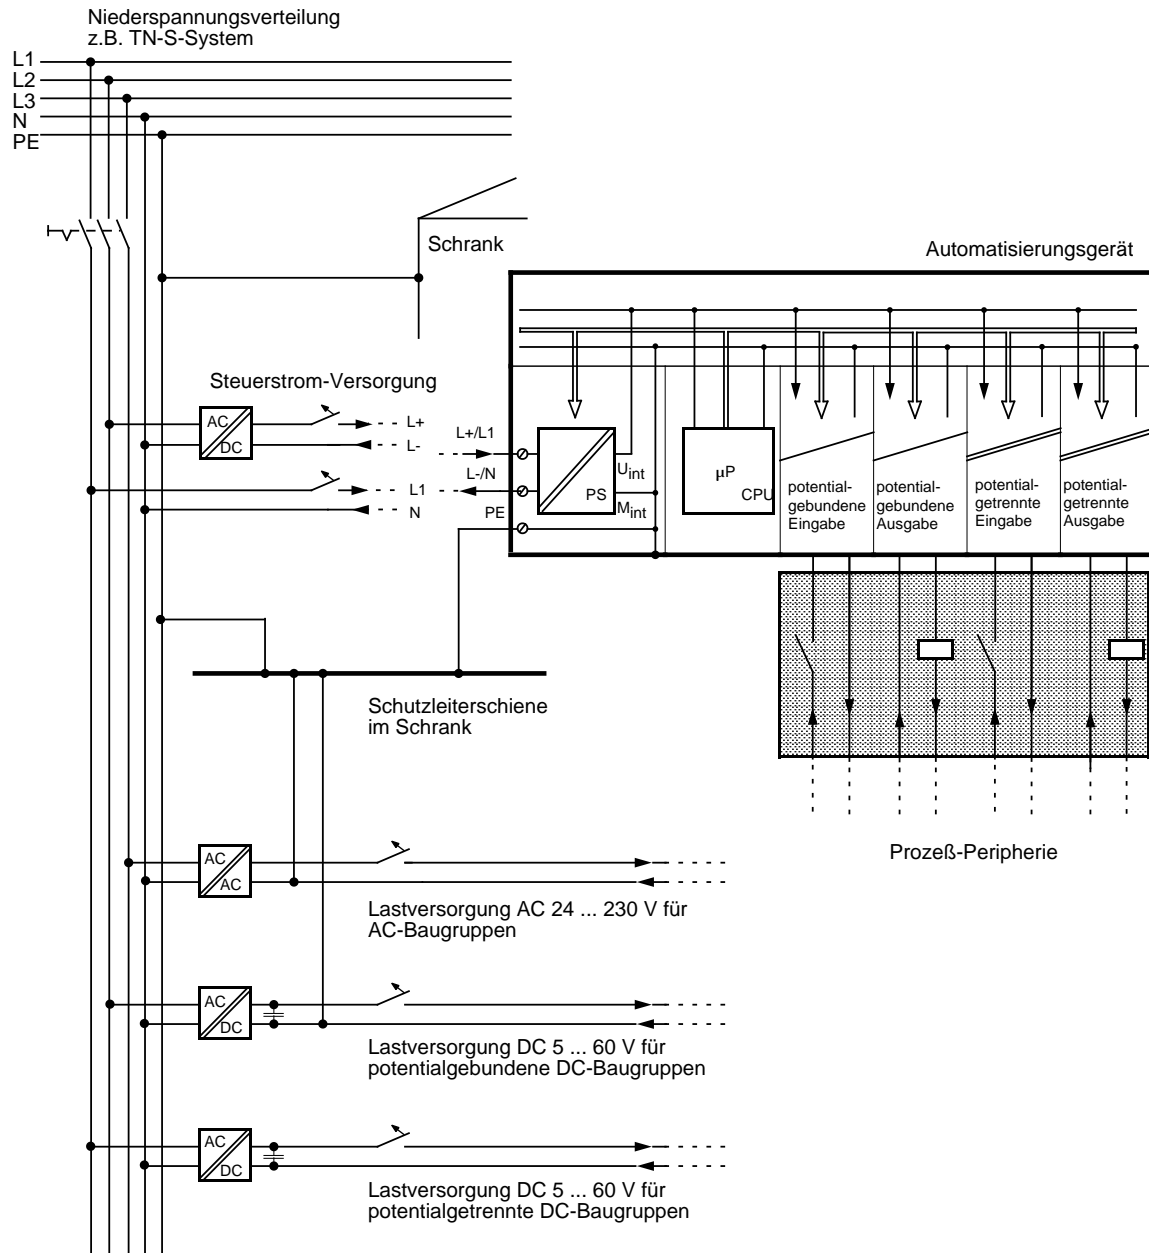 Niederspannungsverteilung
z.B. TN-S-System
L1
L2
L3
N
PE
Schrank
Automatisierungsgerät
Steuerstrom-Versorgung
AC
DC
L+
L-
L1
N
L+/L1
L-/N
PE
PS
Uint
Mint
µP
CPU
potential-
gebundene
Eingabe
potential-
gebundene
Ausgabe
potential-
getrennte
Eingabe
potential-
getrennte
Ausgabe
Schutzleiterschiene
im Schrank
Prozeß-Peripherie
AC
AC
Lastversorgung AC 24 ... 230 V für
AC-Baugruppen
AC
DC
Lastversorgung DC 5 ... 60 V für
potentialgebundene DC-Baugruppen
AC
DC
Lastversorgung DC 5 ... 60 V für
potentialgetrennte DC-Baugruppen